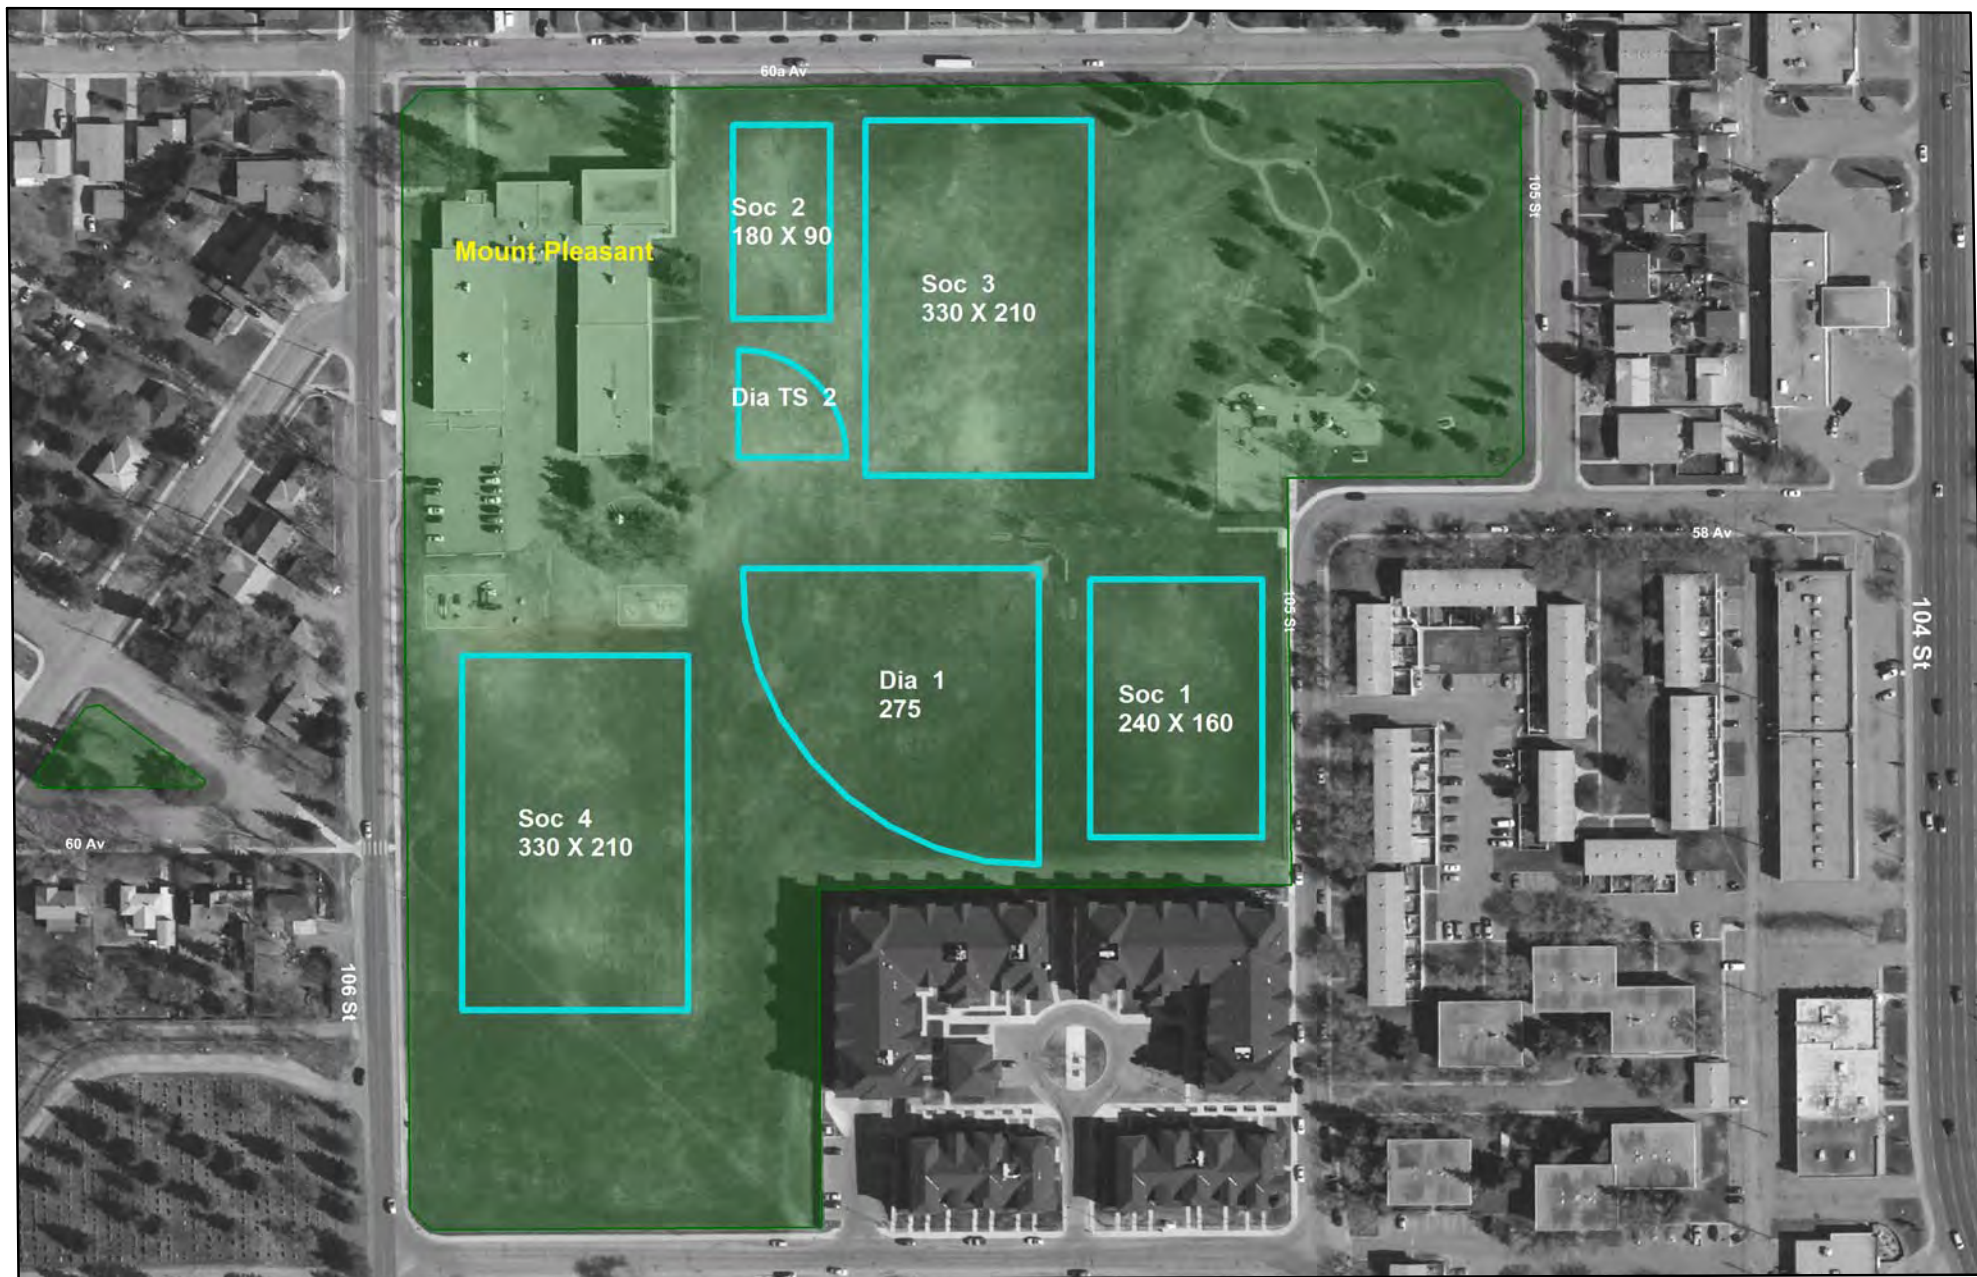 60a Av
105 St
Soc 2
180 X 90
Mount Pleasant
Soc 3
330 X 210
Dia TS 2
58 Av
105 St
104 St
Dia 1
275
Soc 1
240 X 160
Soc 4
330 X 210
60 Av
106 St